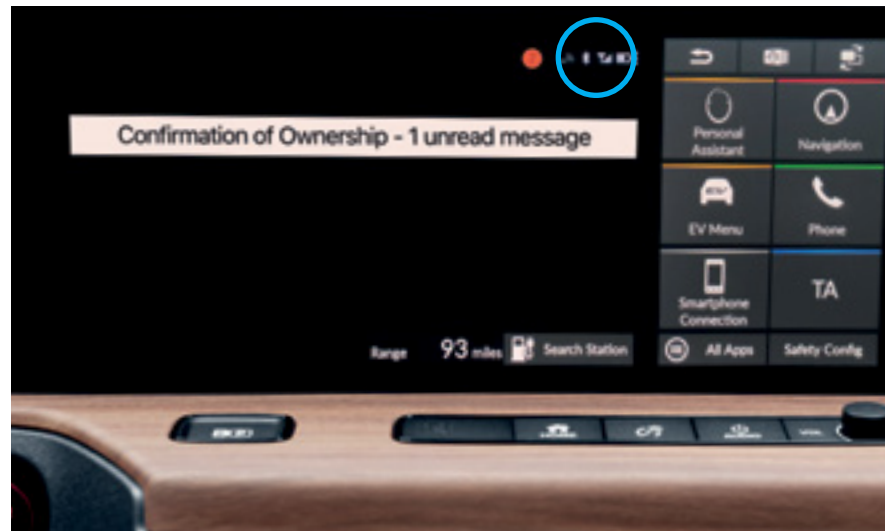 Confirmation of Ownership - 1 unread message
Personal
Assistant
Navigation
EV Menu
Phone
Smartphone
Connection
TA
Range 93 miles Search Station
All Apps
Safety Config
VOL